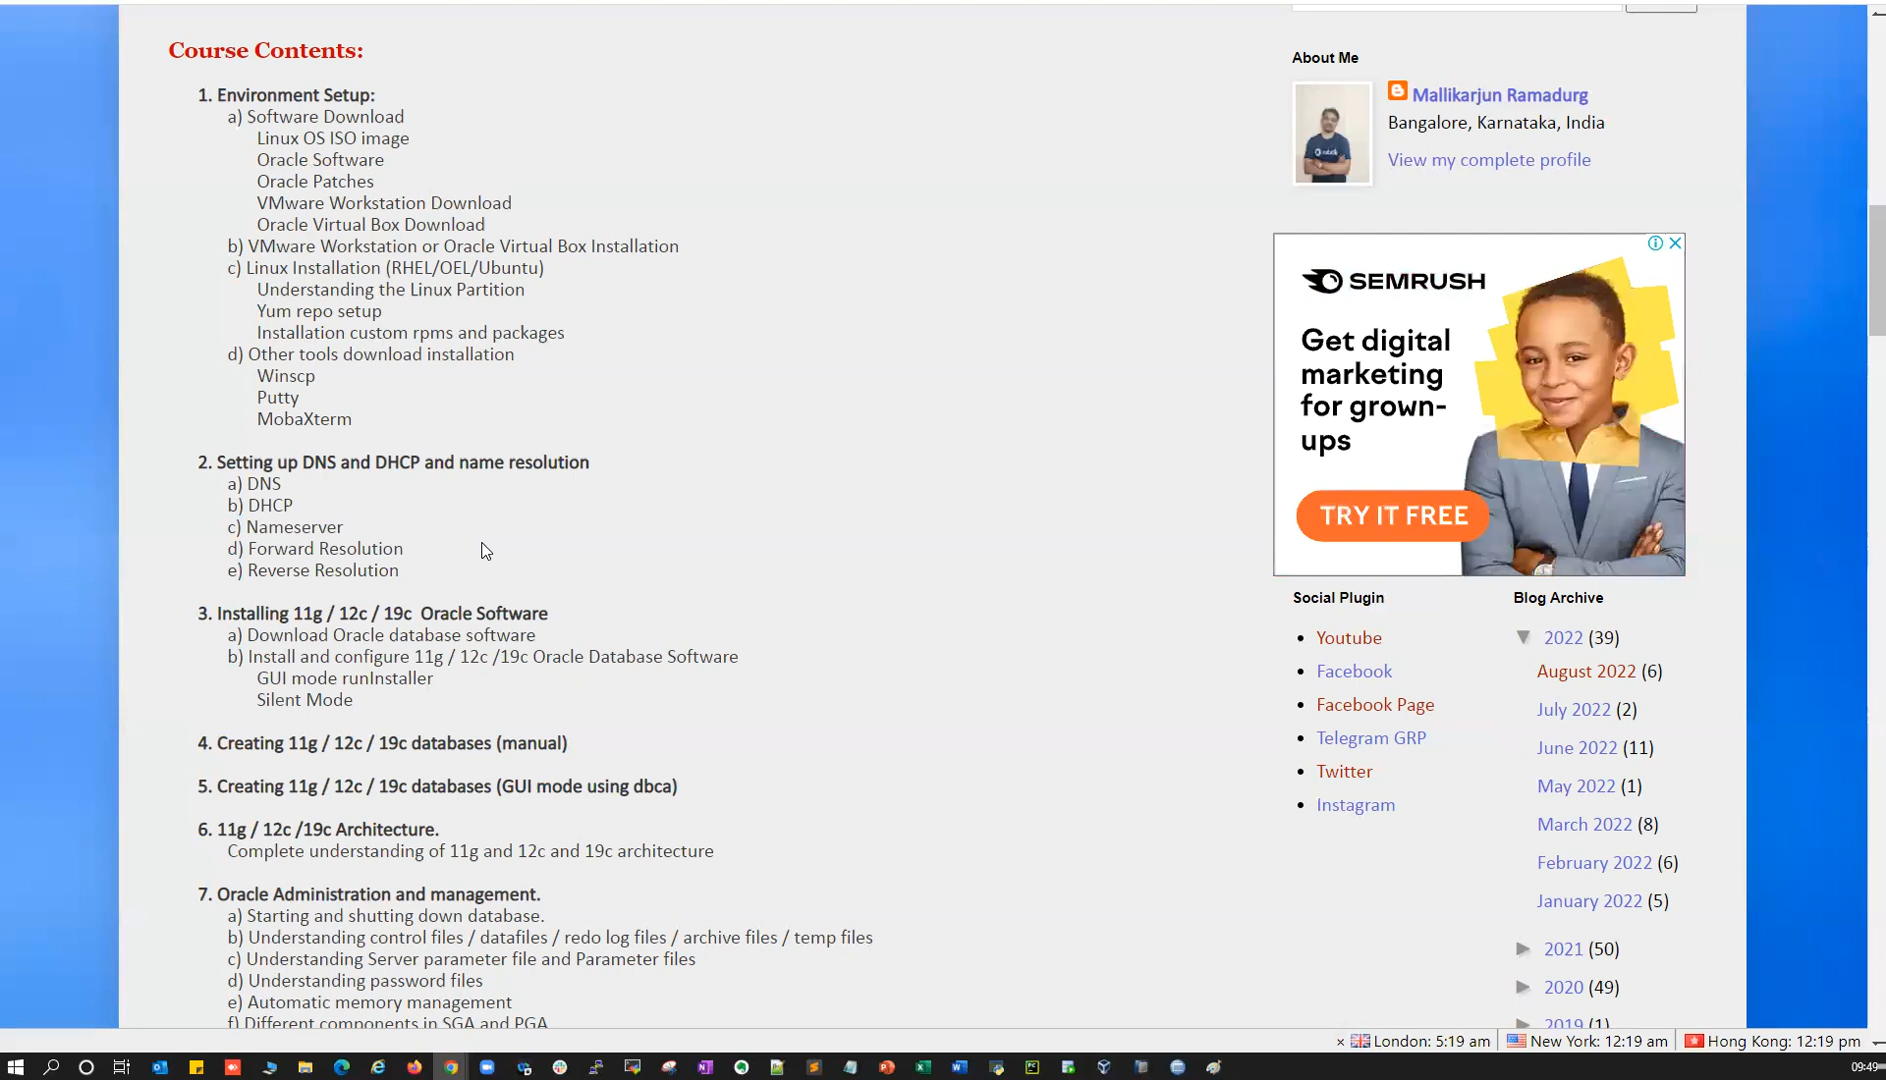 Course Contents:
1. Environment Setup:
a) Software Download
Linux OS ISO image
Oracle Software
Oracle Patches
VMware Workstation Download
Oracle Virtual Box Download
b) VMware Workstation or Oracle Virtual Box Installation
c) Linux Installation (RHEL/OEL/Ubuntu)
Understanding the Linux Partition
Yum repo setup
Installation custom rpms and packages
d) Other tools download installation
Winscp
Putty
MobaXterm
2. Setting up DNS and DHCP and name resolution
a) DNS
b) DHCP
c) Nameserver
d) Forward Resolution
e) Reverse Resolution
3. Installing 11g / 12c / 19c Oracle Software
a) Download Oracle database software
b) Install and configure 11g / 12c /19c Oracle Database Software
GUI mode runInstaller
Silent Mode
4. Creating 11g / 12c / 19c databases (manual)
5. Creating 11g / 12c / 19c databases (GUI mode using dbca)
6. 11g / 12c /19c Architecture.
Complete understanding of 11g and 12c and 19c architecture
7. Oracle Administration and management.
a) Starting and shutting down database.
b) Understanding control files / datafiles / redo log files / archive files / temp files
c) Understanding Server parameter file and Parameter files
d) Understanding password files
e) Automatic memory management
f) Different components in SGA and PGA
About Me
Mallikarjun Ramadurg
Bangalore, Karnataka, India
View my complete profile
SEMRUSH
Get digital
marketing
for grown-
ups
TRY IT FREE
Social Plugin
Youtube
Facebook
Facebook Page
Telegram GRP
Twitter
Instagram
Blog Archive
2022 (39)
August 2022 (6)
July 2022 (2)
June 2022 (11)
May 2022 (1)
March 2022 (8)
February 2022 (6)
January 2022 (5)
2021 (50)
2020 (49)
2019 (1)
London: 5:19 am
New York: 12:19 am
Hong Kong: 12:19 pm
09:49